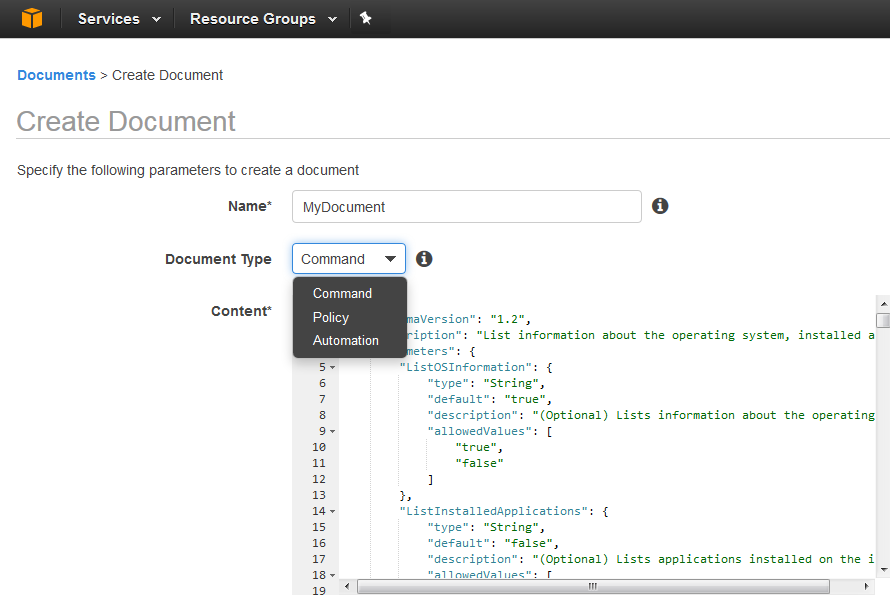 Services Resource Groups
Documents > Create Document
Create Document
Specify the following parameters to create a document
Name* MyDocument
Document Type Command
Command
Policy
Automation
Content*
maVersion": "1.2",
ription": "List information about the operating system, installed a
meters": {
5 "ListOSInformation": {
6 "type": "String",
7 "default": "true",
8 "description": "(Optional) Lists information about the operating
9 "allowedValues": [
10 "true",
11 "false"
12 ]
13 },
14 "ListInstalledApplications": {
15 "type": "String",
16 "default": "false",
17 "description": "(Optional) Lists applications installed on the i
18 "allowedValues": [
19